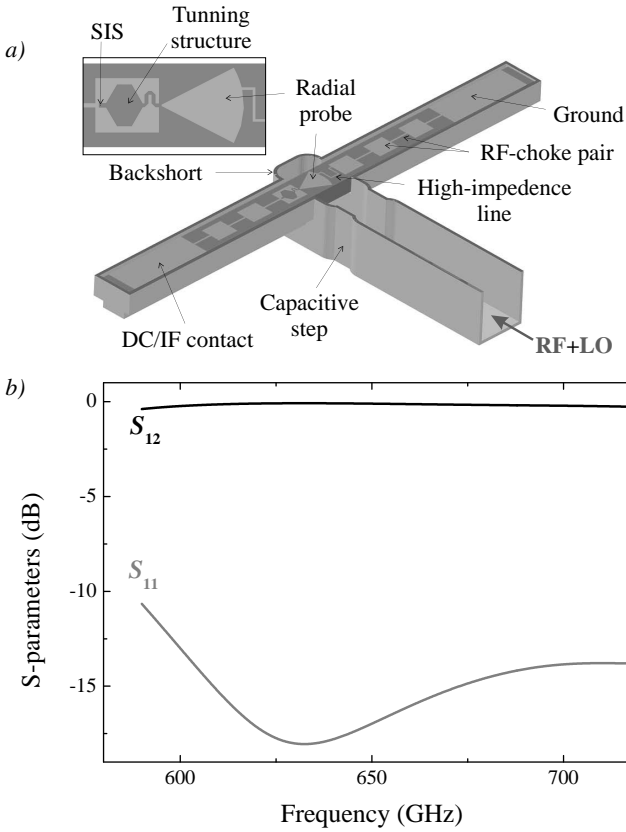 a)
SIS
Tunning
structure
Radial
probe
Ground
Backshort
RF-choke pair
High-impedence
line
Capacitive
step
DC/IF contact
RF+LO
b)
0
S12
-5
S-parameters (dB)
S11
-10
-15
600
650
700
Frequency (GHz)